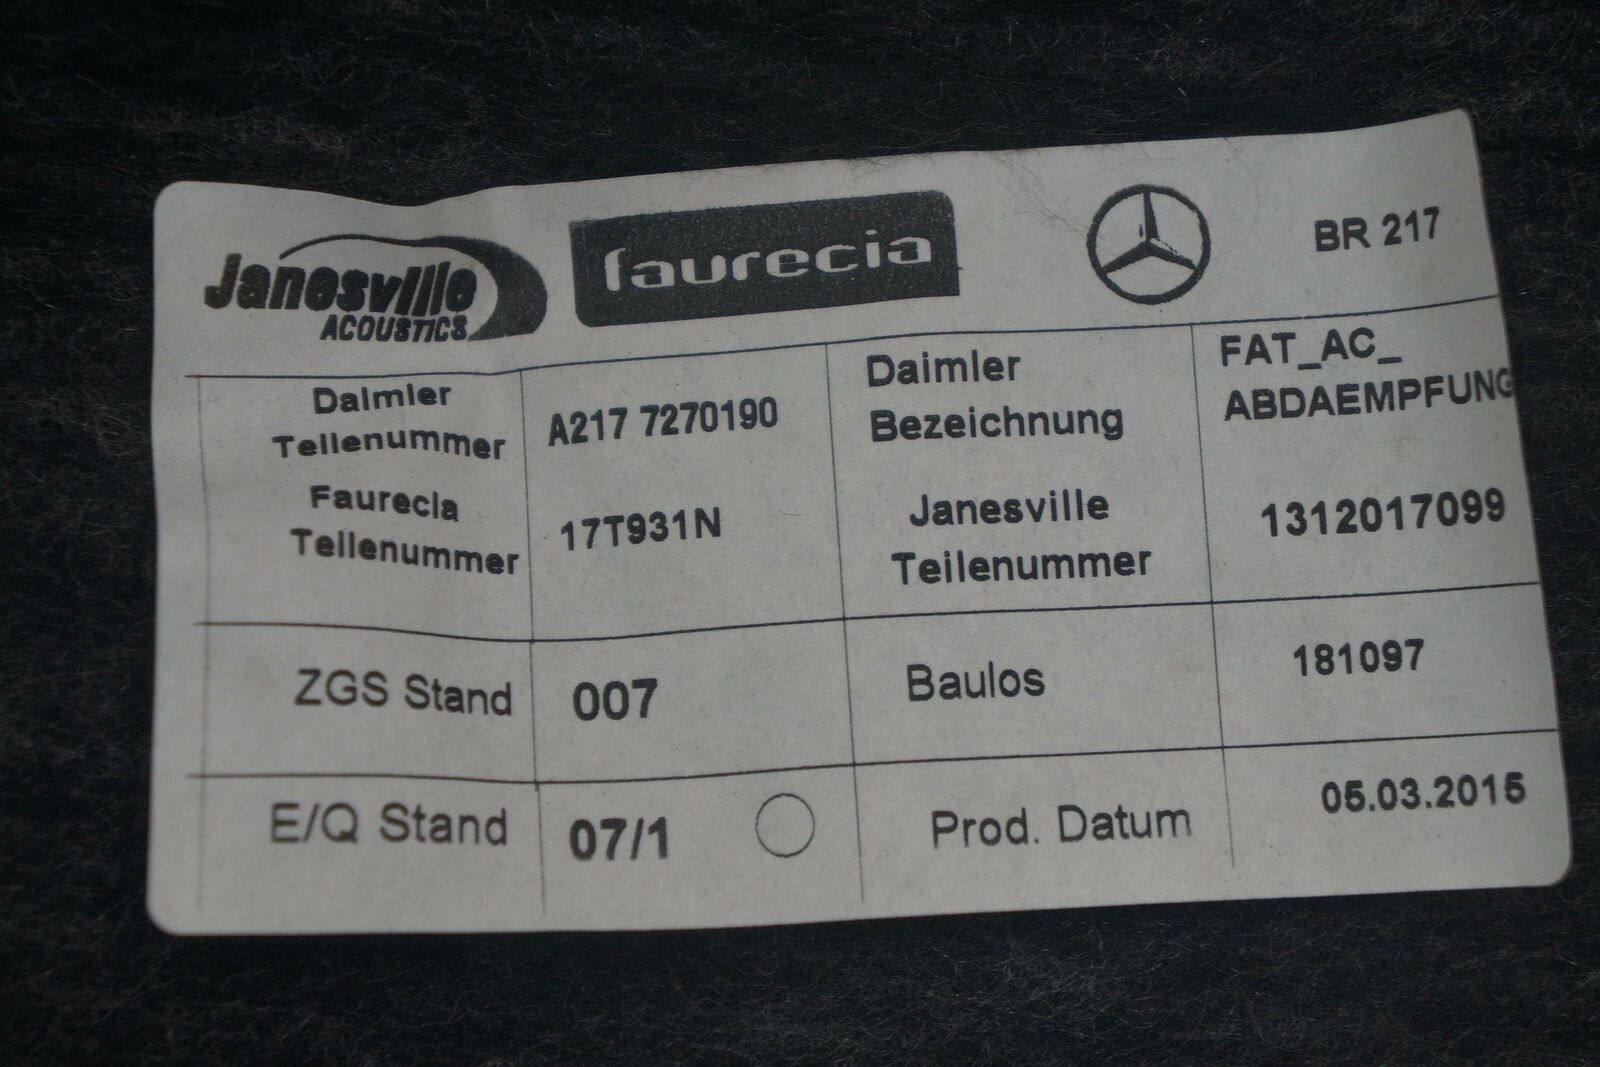 Janesville
ACOUSTICS
faurecia
BR 217
Daimler
Teilenummer
A217 7270190
Daimler
Bezeichnung
FAT_AC_
ABDAEMPFUNG
Faurecia
Teilenummer
17T931N
Janesville
Teilenummer
1312017099
ZGS Stand
007
Baulos
181097
E/Q Stand
07/1
Prod. Datum
05.03.2015